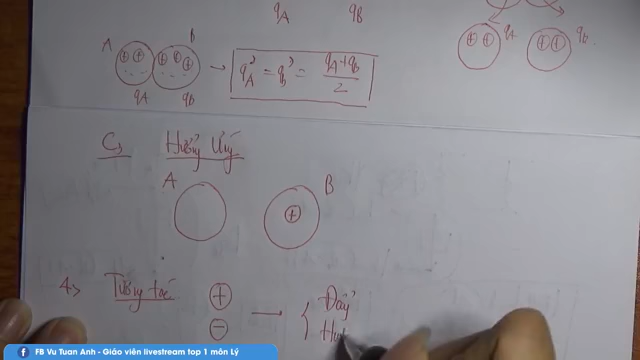 qA qB
A B
qA qB
→ q'A = q'B = (qA + qB)/2
qA qB
C, Hưởng Ứng
A B
+
4> Tương tác + - → { Đẩy
Hú
FB Vu Tuan Anh - Giáo viên livestream top 1 môn Lý